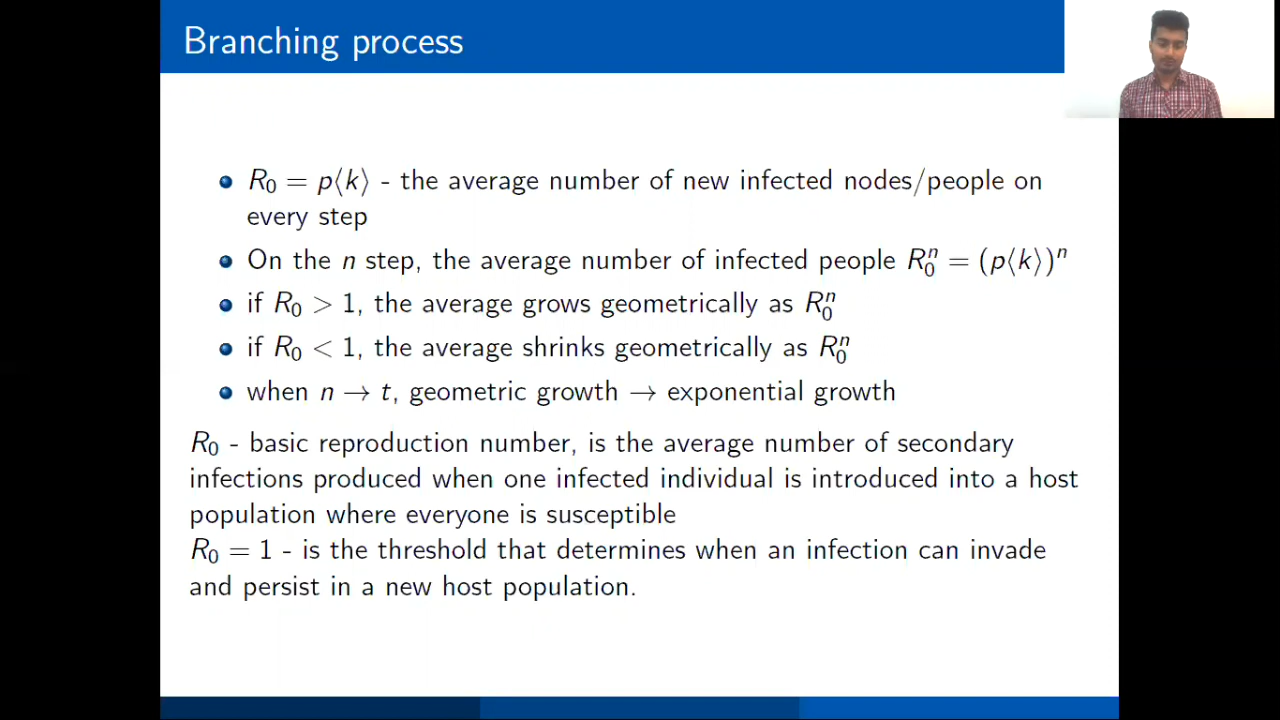 Branching process
R₀ = p⟨k⟩ - the average number of new infected nodes/people on
every step
On the n step, the average number of infected people R₀ⁿ = (p⟨k⟩)ⁿ
if R₀ > 1, the average grows geometrically as R₀ⁿ
if R₀ < 1, the average shrinks geometrically as R₀ⁿ
when n → t, geometric growth → exponential growth
R₀ - basic reproduction number, is the average number of secondary
infections produced when one infected individual is introduced into a host
population where everyone is susceptible
R₀ = 1 - is the threshold that determines when an infection can invade
and persist in a new host population.